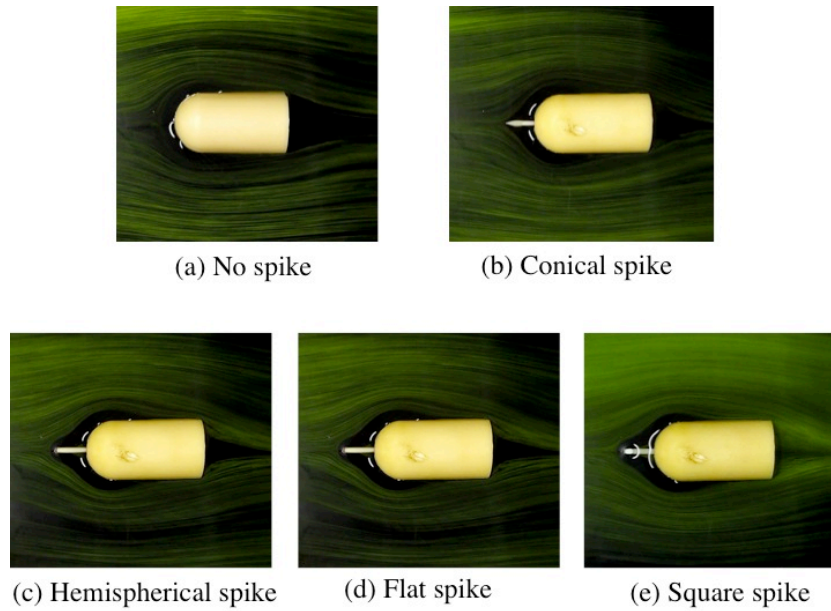 (a) No spike
(b) Conical spike
(c) Hemispherical spike
(d) Flat spike
(e) Square spike